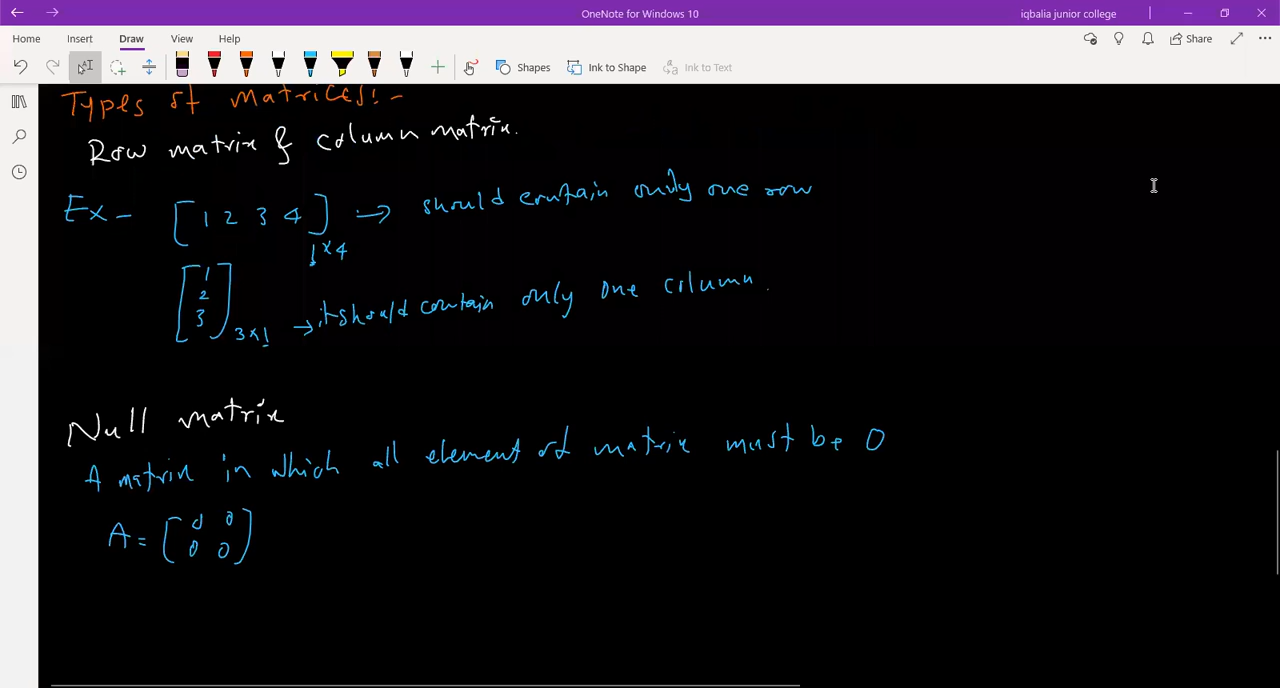 OneNote for Windows 10
iqbalia junior college
Home Insert Draw View Help
Share
Shapes Ink to Shape Ink to Text
Types of matrices:-
Row matrix & column matrix.
Ex - [1 2 3 4] 1×4 → should contain only one row
[1
2
3] 3×1 → it should contain only one column.
Null matrix
A matrix in which all element of matrix must be 0
A = [0 0
0 0]